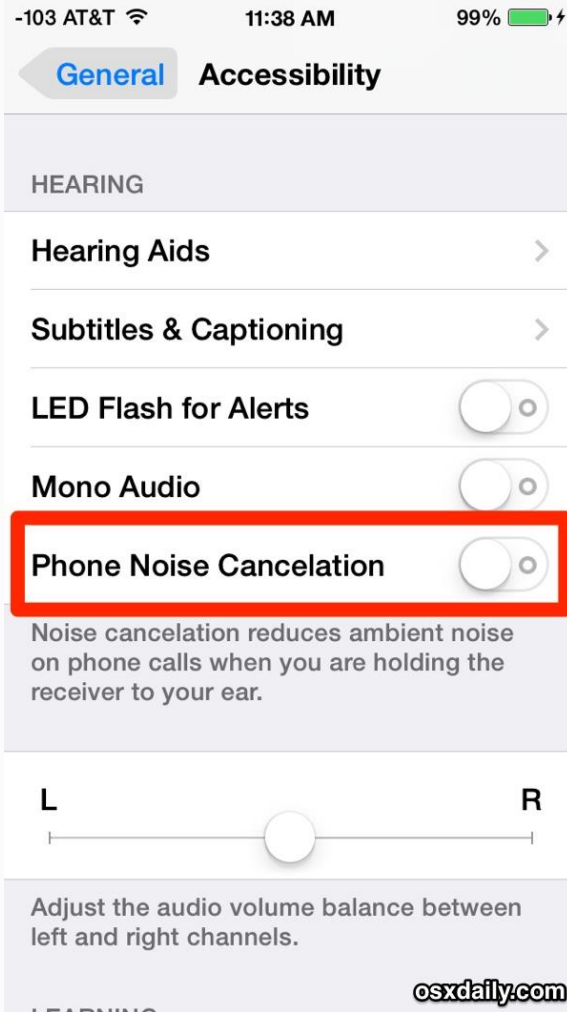 -103 AT&T 11:38 AM 99%
General Accessibility
HEARING
Hearing Aids
Subtitles & Captioning
LED Flash for Alerts
Mono Audio
Phone Noise Cancelation
Noise cancelation reduces ambient noise
on phone calls when you are holding the
receiver to your ear.
L R
Adjust the audio volume balance between
left and right channels.
LEARNING
osxdaily.com